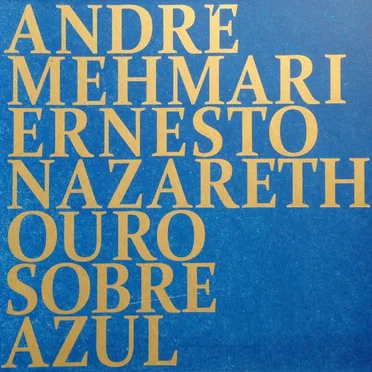 ANDRÉ
MEHMARI
ERNESTO
NAZARETH
OURO
SOBRE
AZUL